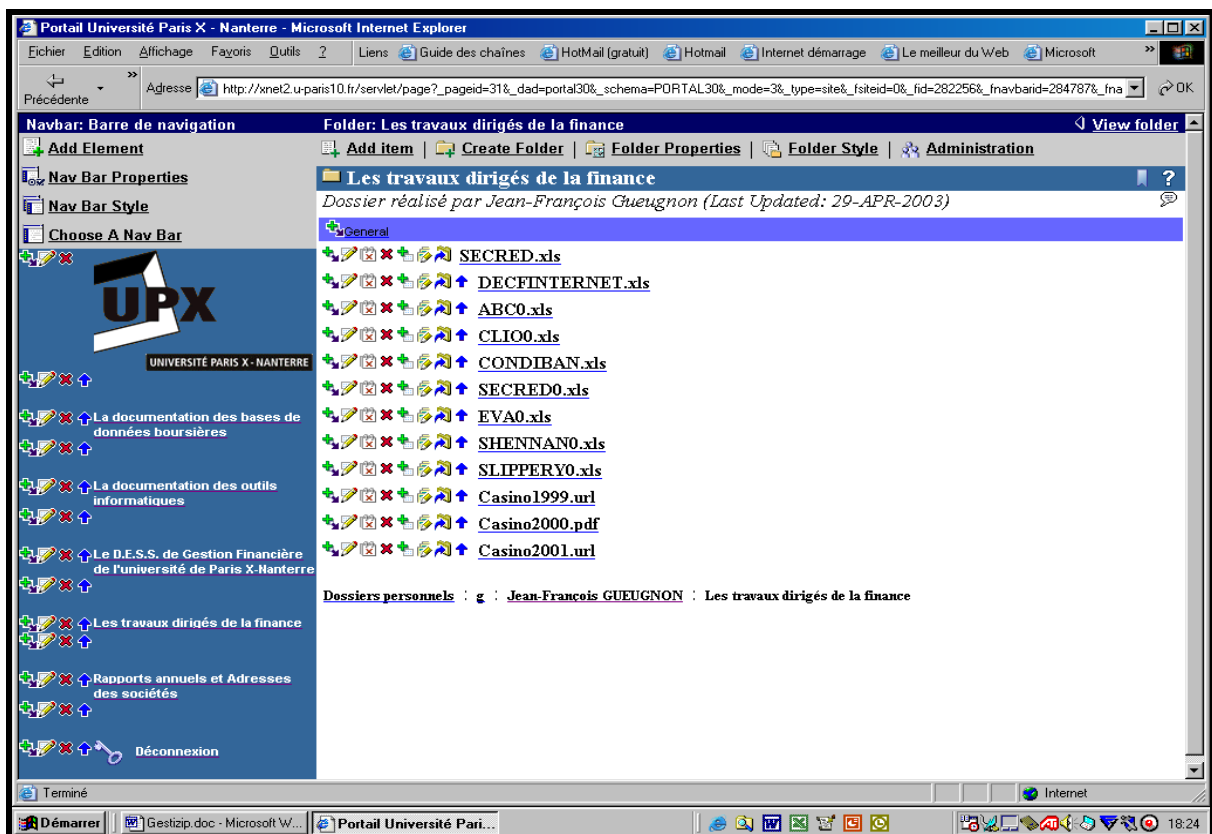 Portail Université Paris X - Nanterre - Microsoft Internet Explorer
Fichier Edition Affichage Favoris Outils ? Liens Guide des chaînes HotMail (gratuit) Hotmail Internet démarrage Le meilleur du Web Microsoft »
Précédente » Adresse http://xnet2.u-paris10.fr/servlet/page?_pageid=31&_dad=portal30&_schema=PORTAL30&_mode=3&_type=site&_fsiteid=0&_fid=282256&_fnavbarid=284787&_fna OK
Navbar: Barre de navigation
Add Element
Nav Bar Properties
Nav Bar Style
Choose A Nav Bar
UPX
UNIVERSITÉ PARIS X - NANTERRE
La documentation des bases de
données boursières
La documentation des outils
informatiques
Le D.E.S.S. de Gestion Financière
de l'université de Paris X-Nanterre
Les travaux dirigés de la finance
Rapports annuels et Adresses
des sociétés
Déconnexion
Folder: Les travaux dirigés de la finance View folder
Add item | Create Folder | Folder Properties | Folder Style | Administration
Les travaux dirigés de la finance ?
Dossier réalisé par Jean-François Gueugnon (Last Updated: 29-APR-2003)
General
SECRED.xls
DECFINTERNET.xls
ABC0.xls
CLIO0.xls
CONDIBAN.xls
SECRED0.xls
EVA0.xls
SHENNAN0.xls
SLIPPERY0.xls
Casino1999.url
Casino2000.pdf
Casino2001.url
Dossiers personnels : g : Jean-François GUEUGNON : Les travaux dirigés de la finance
Terminé Internet
Démarrer Gestizip.doc - Microsoft W... Portail Université Pari... 18:24